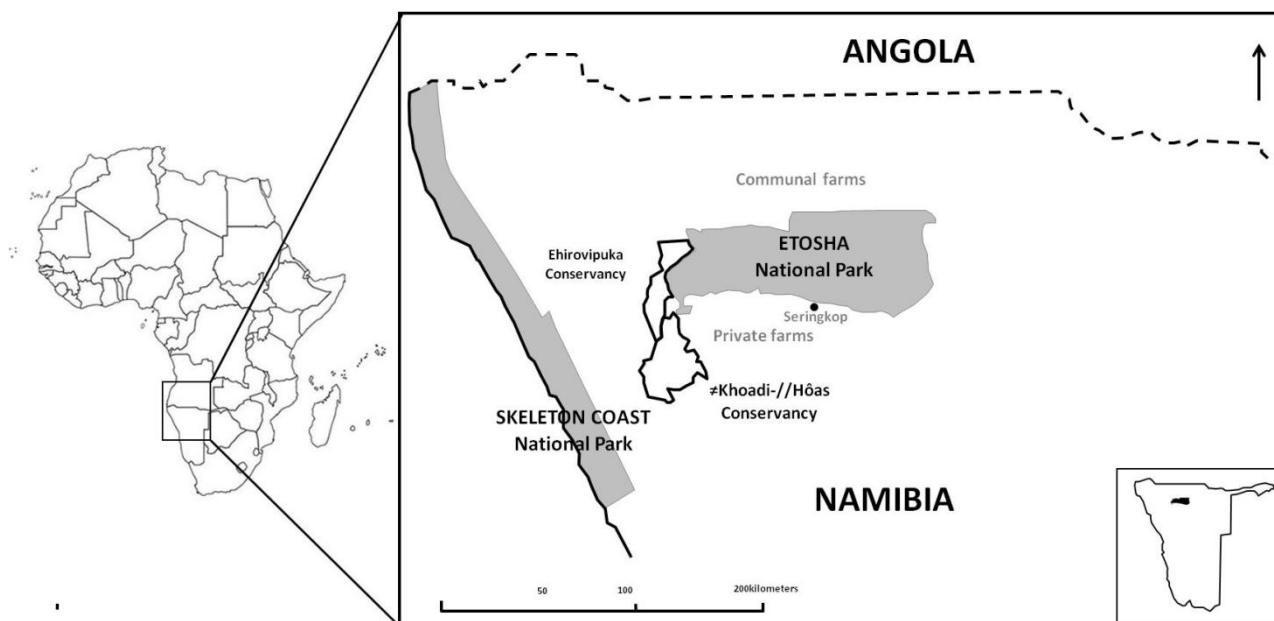 ANGOLA
Communal farms
ETOSHA
National Park
Ehirovipuka
Conservancy
Seringkop
Private farms
≠Khoadi-//Hôas
Conservancy
SKELETON COAST
National Park
NAMIBIA
50
100
200kilometers